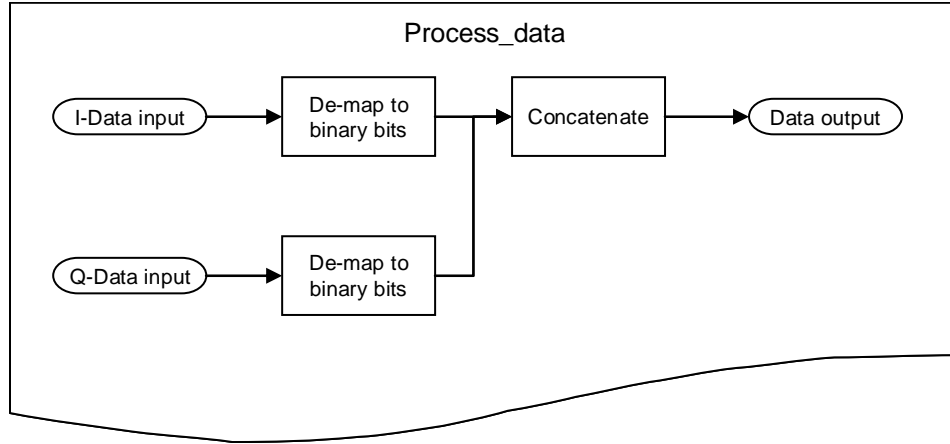 Process_data
I-Data input
De-map to
binary bits
Concatenate
Data output
Q-Data input
De-map to
binary bits